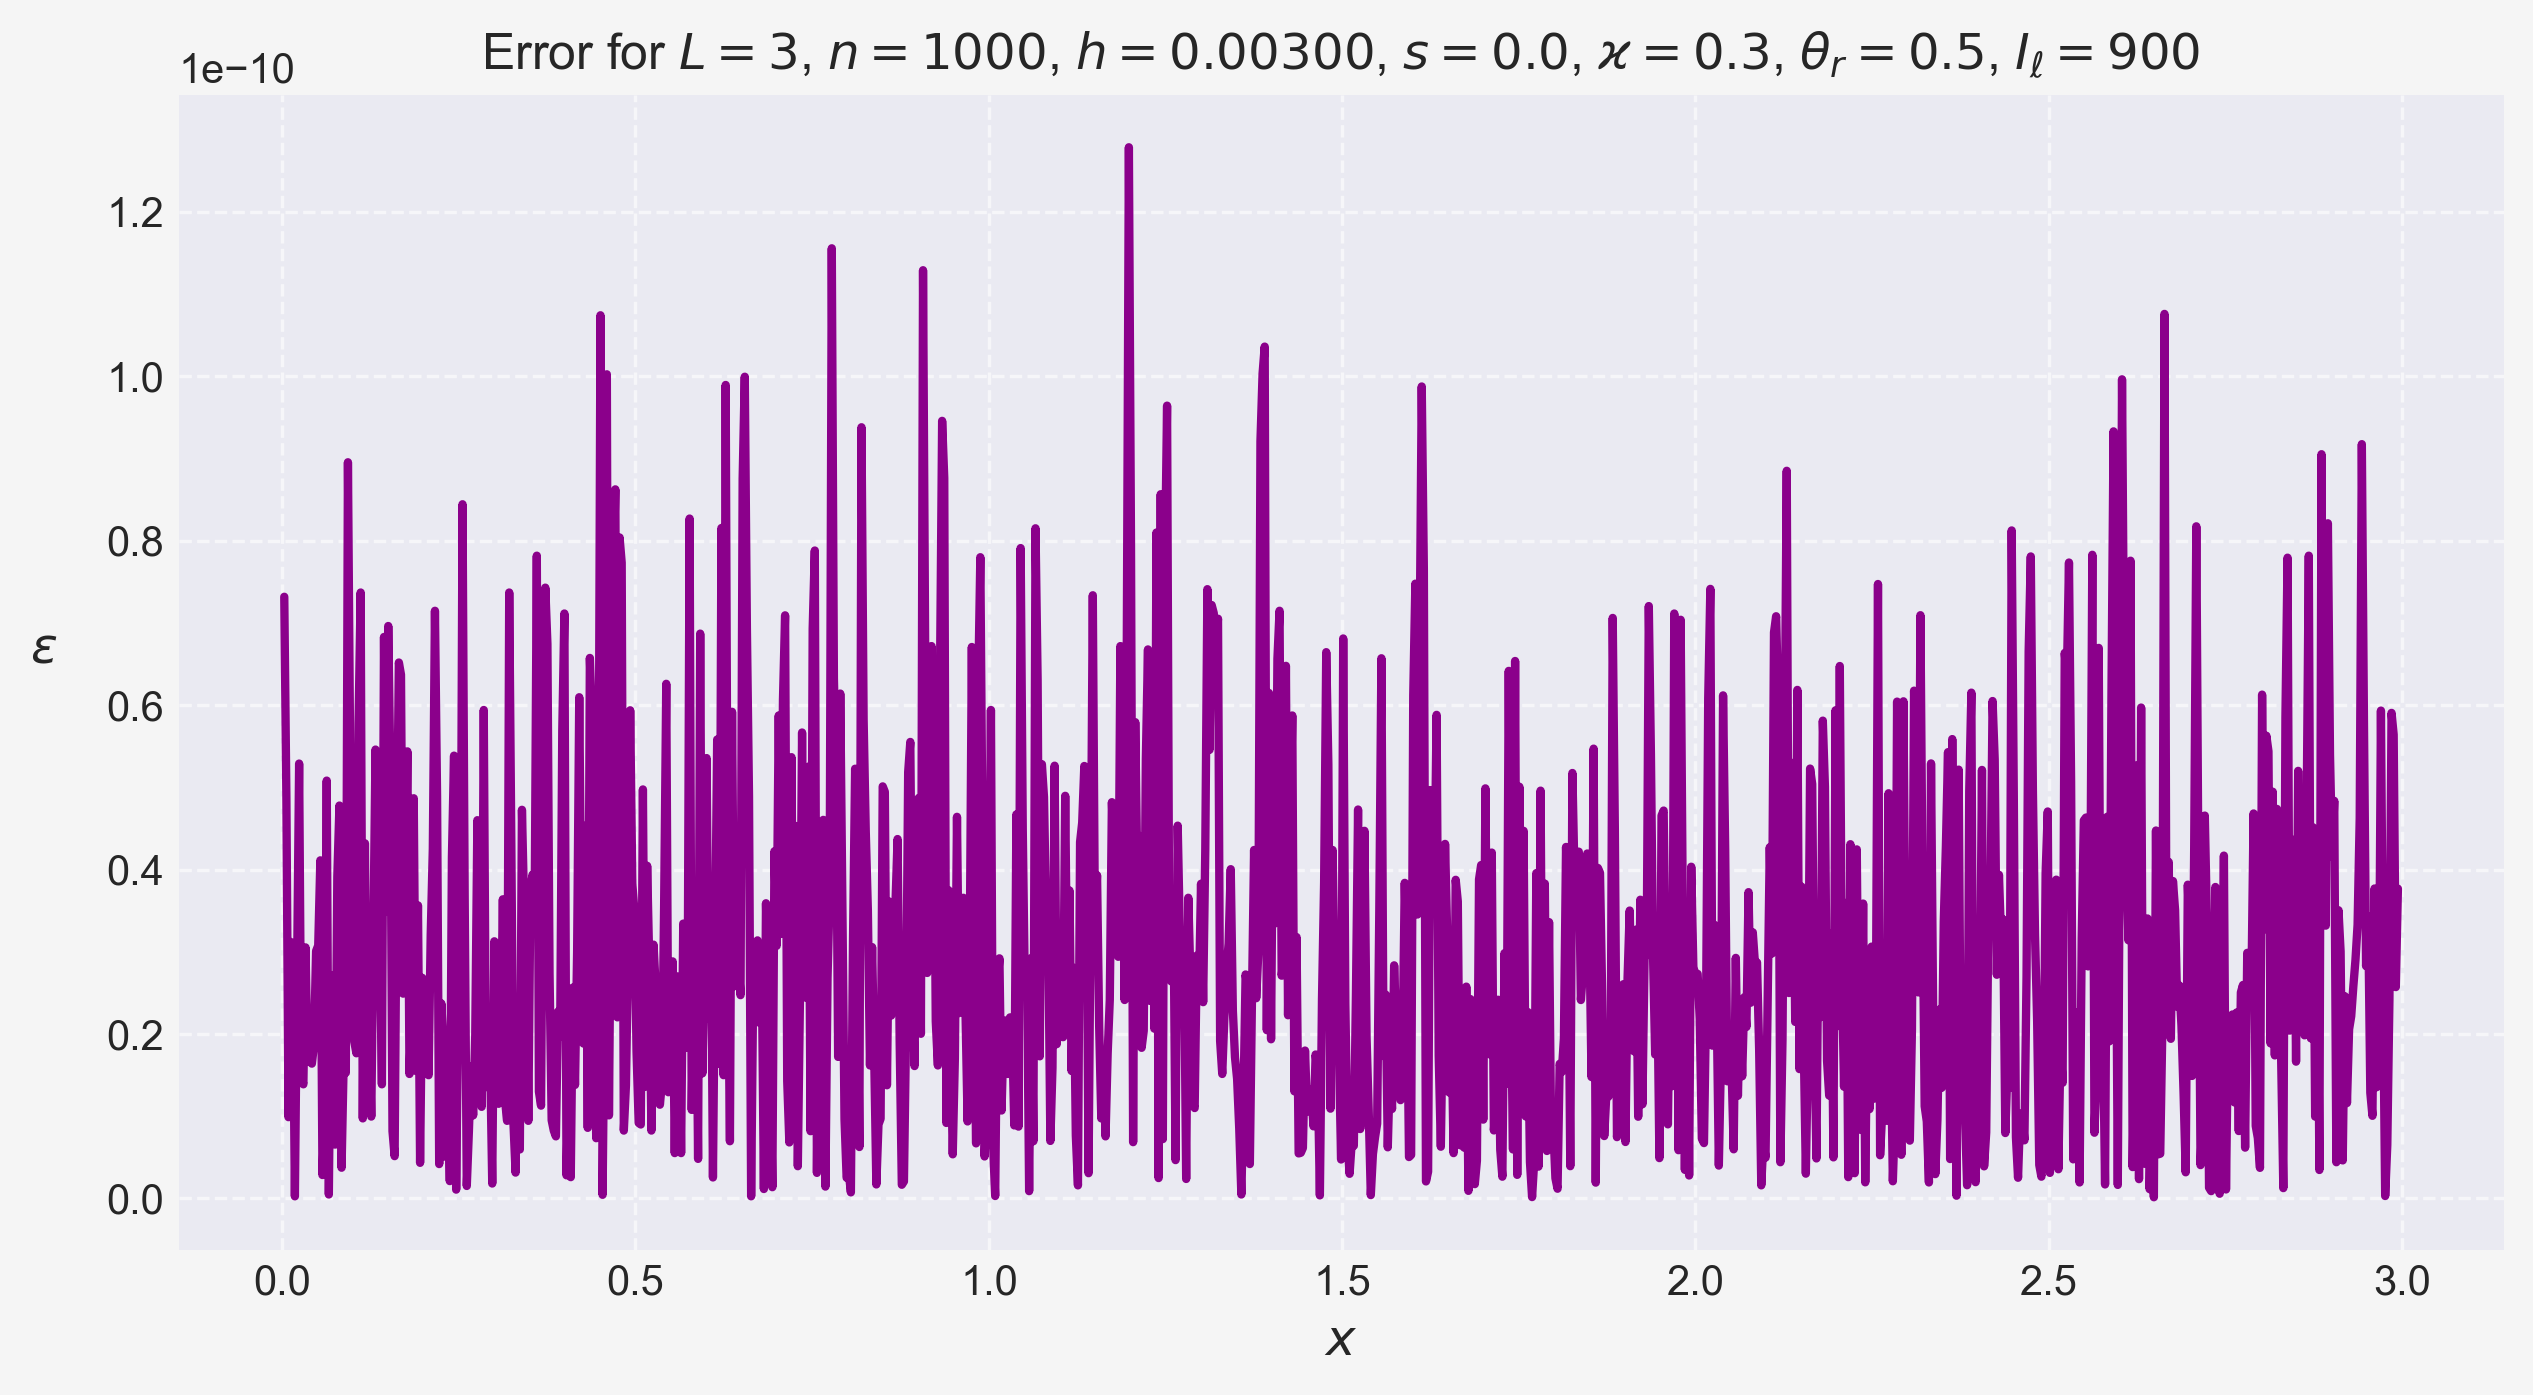 Error for L = 3, n = 1000, h = 0.00300, s = 0.0, ϰ = 0.3, θ_r = 0.5, I_ℓ = 900
1e−10
1.2
1.0
0.8
0.6
0.4
0.2
0.0
ε
0.0 0.5 1.0 1.5 2.0 2.5 3.0
x